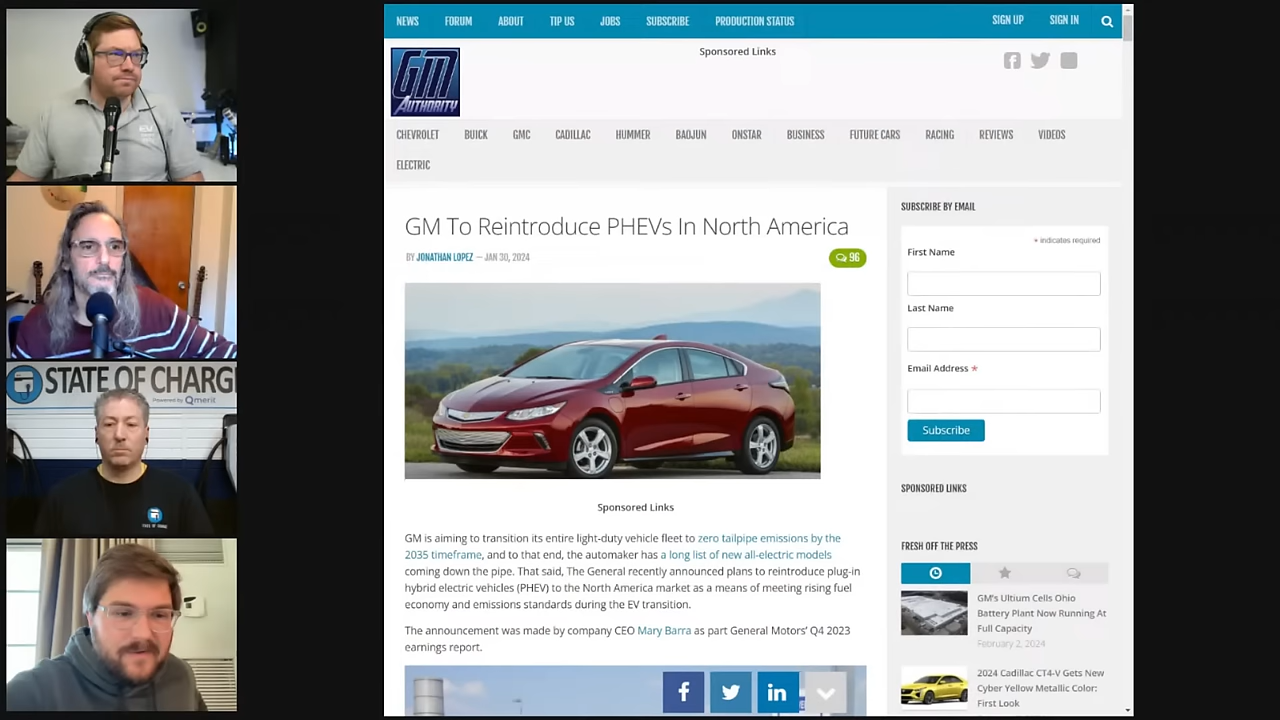 NEWS FORUM ABOUT TIP US JOBS SUBSCRIBE PRODUCTION STATUS SIGN UP SIGN IN
Sponsored Links
GM
AUTHORITY
CHEVROLET BUICK GMC CADILLAC HUMMER BAOJUN ONSTAR BUSINESS FUTURE CARS RACING REVIEWS VIDEOS
ELECTRIC
GM To Reintroduce PHEVs In North America
BY JONATHAN LOPEZ — JAN 30, 2024
96
Sponsored Links
GM is aiming to transition its entire light-duty vehicle fleet to zero tailpipe emissions by the
2035 timeframe, and to that end, the automaker has a long list of new all-electric models
coming down the pipe. That said, The General recently announced plans to reintroduce plug-in
hybrid electric vehicles (PHEV) to the North America market as a means of meeting rising fuel
economy and emissions standards during the EV transition.
The announcement was made by company CEO Mary Barra as part General Motors’ Q4 2023
earnings report.
SUBSCRIBE BY EMAIL
* indicates required
First Name
Last Name
Email Address *
Subscribe
SPONSORED LINKS
FRESH OFF THE PRESS
GM's Ultium Cells Ohio
Battery Plant Now Running At
Full Capacity
February 2, 2024
2024 Cadillac CT4-V Gets New
Cyber Yellow Metallic Color:
First Look
STATE OF CHARG
Powered by Qmerit